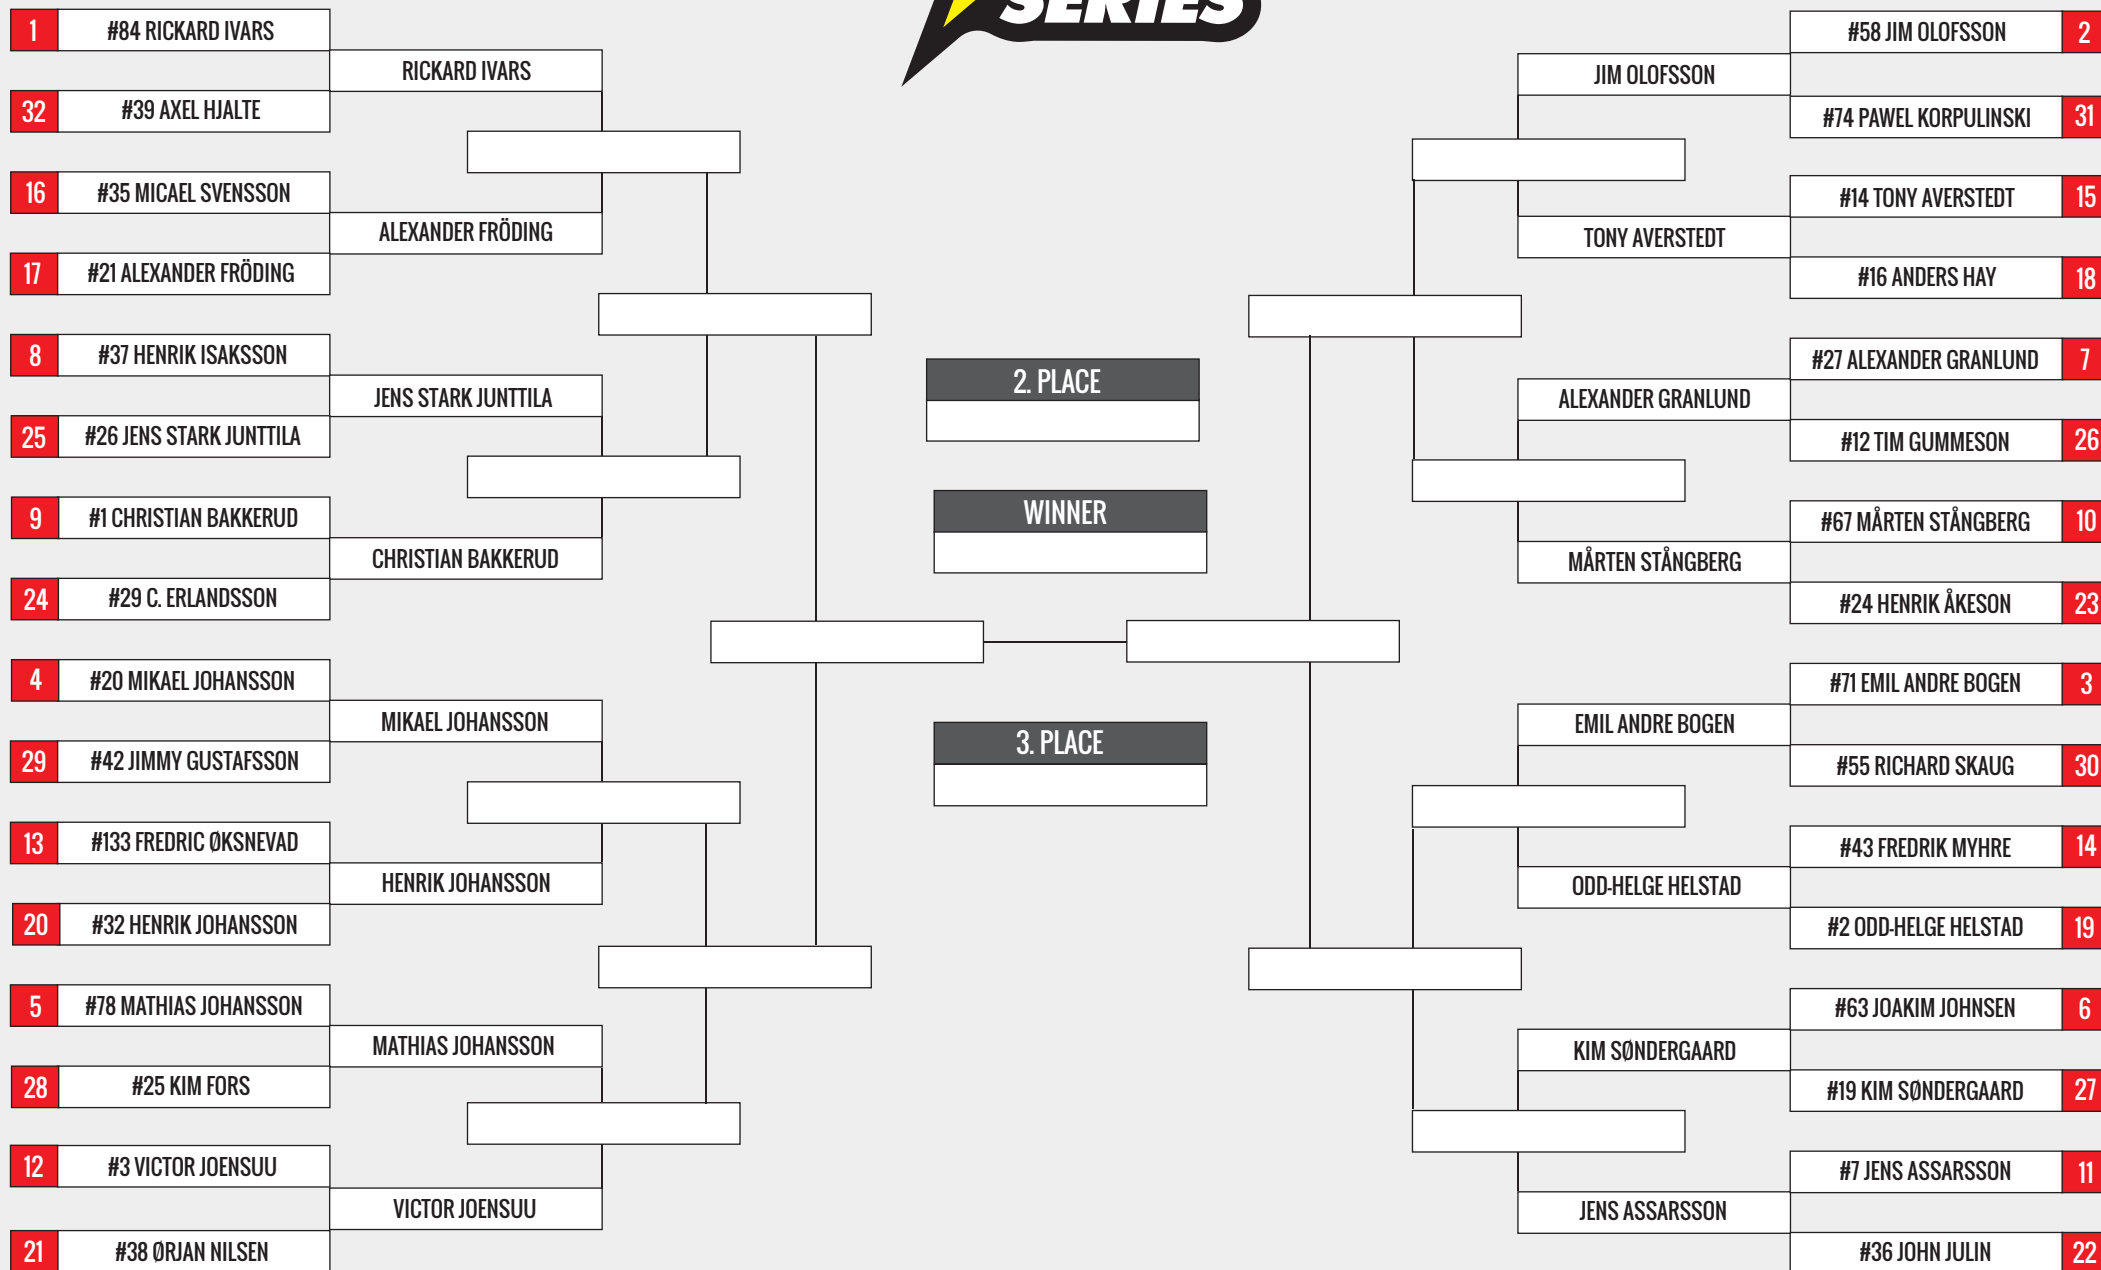 SERIES
1 #84 RICKARD IVARS
RICKARD IVARS
32 #39 AXEL HJALTE
16 #35 MICAEL SVENSSON
ALEXANDER FRÖDING
17 #21 ALEXANDER FRÖDING
8 #37 HENRIK ISAKSSON
JENS STARK JUNTTILA
25 #26 JENS STARK JUNTTILA
9 #1 CHRISTIAN BAKKERUD
CHRISTIAN BAKKERUD
24 #29 C. ERLANDSSON
4 #20 MIKAEL JOHANSSON
MIKAEL JOHANSSON
29 #42 JIMMY GUSTAFSSON
13 #133 FREDRIC ØKSNEVAD
HENRIK JOHANSSON
20 #32 HENRIK JOHANSSON
5 #78 MATHIAS JOHANSSON
MATHIAS JOHANSSON
28 #25 KIM FORS
12 #3 VICTOR JOENSUU
VICTOR JOENSUU
21 #38 ØRJAN NILSEN
2. PLACE
WINNER
3. PLACE
#58 JIM OLOFSSON 2
JIM OLOFSSON
#74 PAWEL KORPULINSKI 31
#14 TONY AVERSTEDT 15
TONY AVERSTEDT
#16 ANDERS HAY 18
#27 ALEXANDER GRANLUND 7
ALEXANDER GRANLUND
#12 TIM GUMMESON 26
#67 MÅRTEN STÅNGBERG 10
MÅRTEN STÅNGBERG
#24 HENRIK ÅKESON 23
#71 EMIL ANDRE BOGEN 3
EMIL ANDRE BOGEN
#55 RICHARD SKAUG 30
#43 FREDRIK MYHRE 14
ODD-HELGE HELSTAD
#2 ODD-HELGE HELSTAD 19
#63 JOAKIM JOHNSEN 6
KIM SØNDERGAARD
#19 KIM SØNDERGAARD 27
#7 JENS ASSARSSON 11
JENS ASSARSSON
#36 JOHN JULIN 22